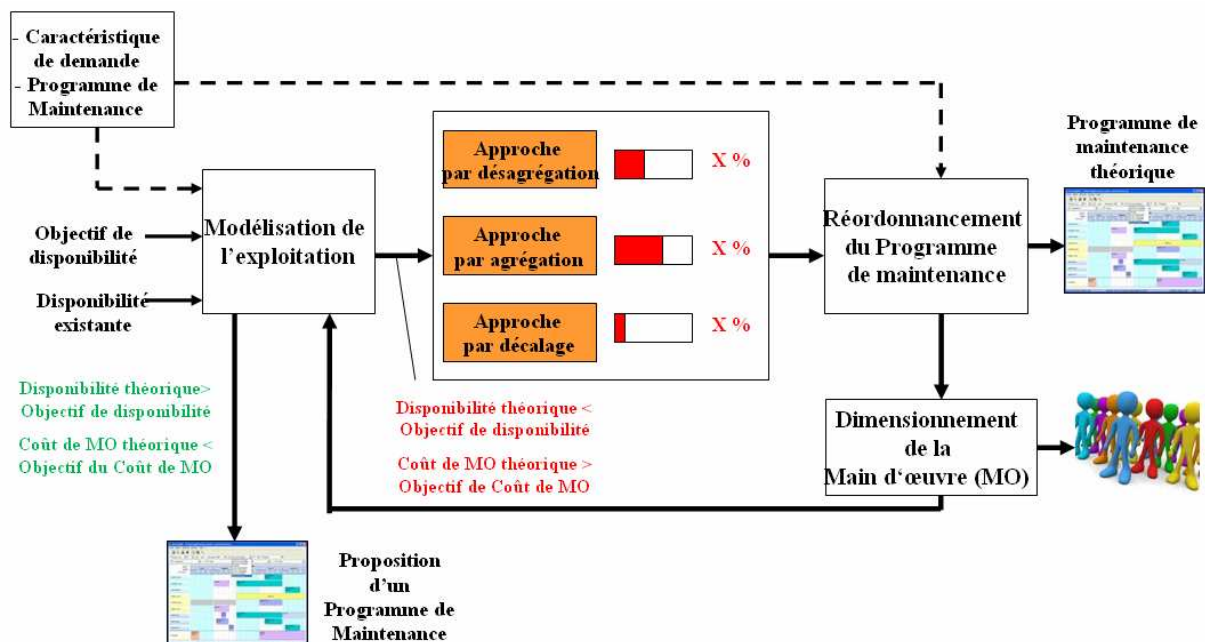 - Caractéristique
de demande
- Programme de
Maintenance
Objectif de
disponibilité
Disponibilité
existante
Modélisation de
l'exploitation
Approche
par désagrégation
X %
Approche
par agrégation
X %
Approche
par décalage
X %
Réordonnancement
du Programme
de maintenance
Programme de
maintenance
théorique
Disponibilité théorique>
Objectif de disponibilité
Coût de MO théorique <
Objectif du Coût de MO
Disponibilité théorique <
Objectif de disponibilité
Coût de MO théorique >
Objectif de Coût de MO
Dimensionnement
de la
Main d'œuvre (MO)
Proposition
d'un
Programme de
Maintenance